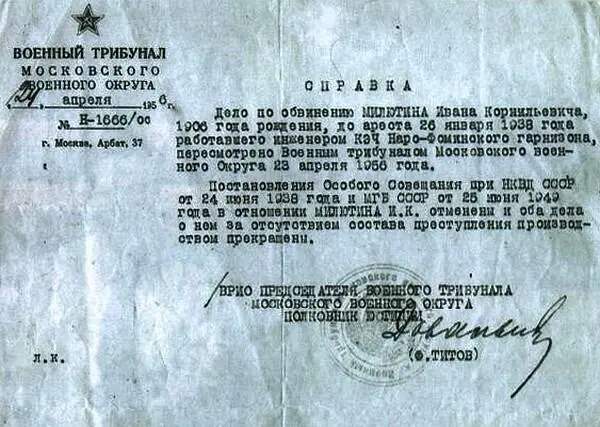 ВОЕННЫЙ ТРИБУНАЛ
МОСКОВСКОГО
ВОЕННОГО ОКРУГА
24 апреля 1956 г.
№ Н-1666/ос
г. Москва, Арбат, 37
СПРАВКА
Дело по обвинению МИЛЮТИНА Ивана Корнильевича,
1906 года рождения, до ареста 26 января 1938 года
работавшего инженером КЭЧ Наро-Фоминского гарнизона,
пересмотрено Военным трибуналом Московского воен-
ного Округа 23 апреля 1956 года.
Постановления Особого Совещания при НКВД СССР
от 24 июня 1938 года и МГБ СССР от 25 июня 1949
года в отношении МИЛЮТИНА И.К. отменены и оба дела
о нем за отсутствием состава преступления производ-
ством прекращены.
ВРИО ПРЕДСЕДАТЕЛЯ ВОЕННОГО ТРИБУНАЛА
МОСКОВСКОГО ВОЕННОГО ОКРУГА
ПОЛКОВНИК ЮСТИЦИИ
(Ф.ТИТОВ)
Л.К.